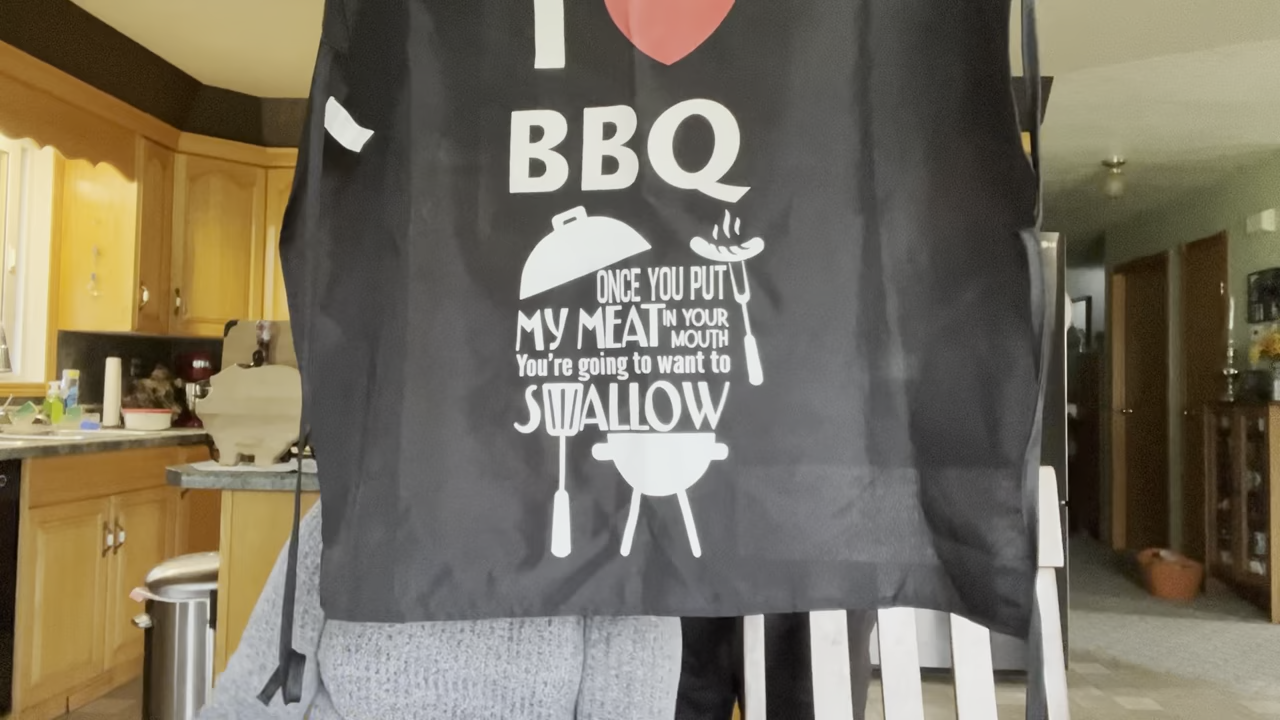 I
BBQ
ONCE YOU PUT
MY MEAT IN YOUR MOUTH
You're going to want to
SWALLOW